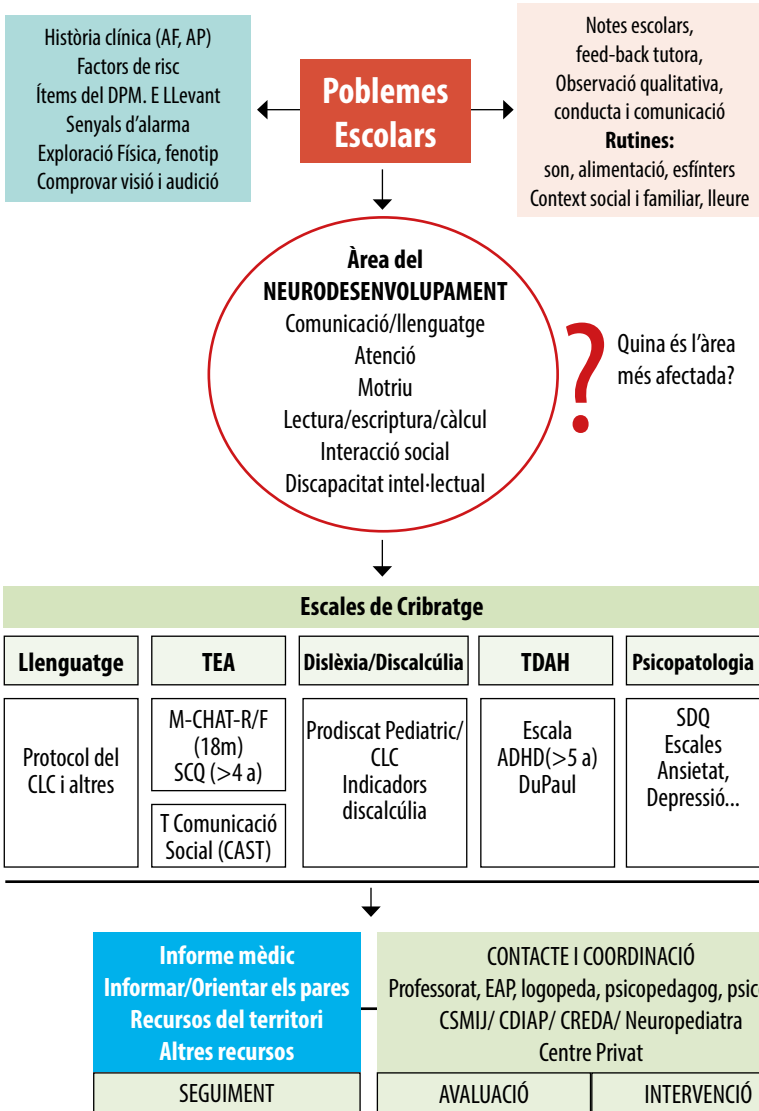 Història clínica (AF, AP)
Factors de risc
Ítems del DPM. E LLevant
Senyals d'alarma
Exploració Física, fenotip
Comprovar visió i audició
Poblemes
Escolars
Notes escolars,
feed-back tutora,
Observació qualitativa,
conducta i comunicació
Rutines:
son, alimentació, esfínters
Context social i familiar, lleure
Àrea del
NEURODESENVOLUPAMENT
Comunicació/llenguatge
Atenció
Motriu
Lectura/escriptura/càlcul
Interacció social
Discapacitat intel·lectual
?
Quina és l'àrea
més afectada?
Escales de Cribratge
Llenguatge
Protocol del
CLC i altres
TEA
M-CHAT-R/F
(18m)
SCQ (>4 a)
T Comunicació
Social (CAST)
Dislèxia/Discalcúlia
Prodiscat Pediatric/
CLC
Indicadors
discalcúlia
TDAH
Escala
ADHD(>5 a)
DuPaul
Psicopatologia
SDQ
Escales
Ansietat,
Depressió...
Informe mèdic
Informar/Orientar els pares
Recursos del territori
Altres recursos
SEGUIMENT
CONTACTE I COORDINACIÓ
Professorat, EAP, logopeda, psicopedagog,
CSMIJ/ CDIAP/ CREDA/ Neuropediatra
Centre Privat
AVALUACIÓ
INTERVENCIÓ